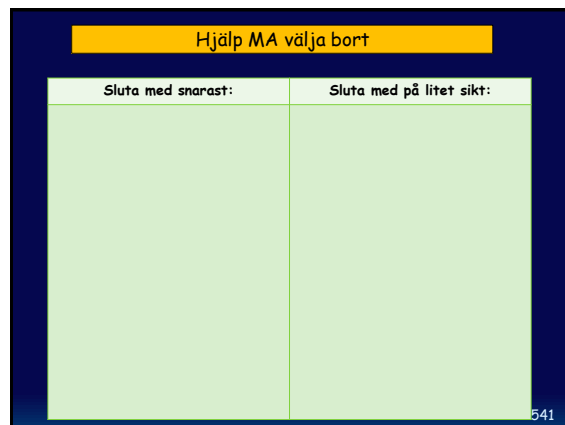 Hjälp MA välja bort
Sluta med snarast: Sluta med på litet sikt:
541